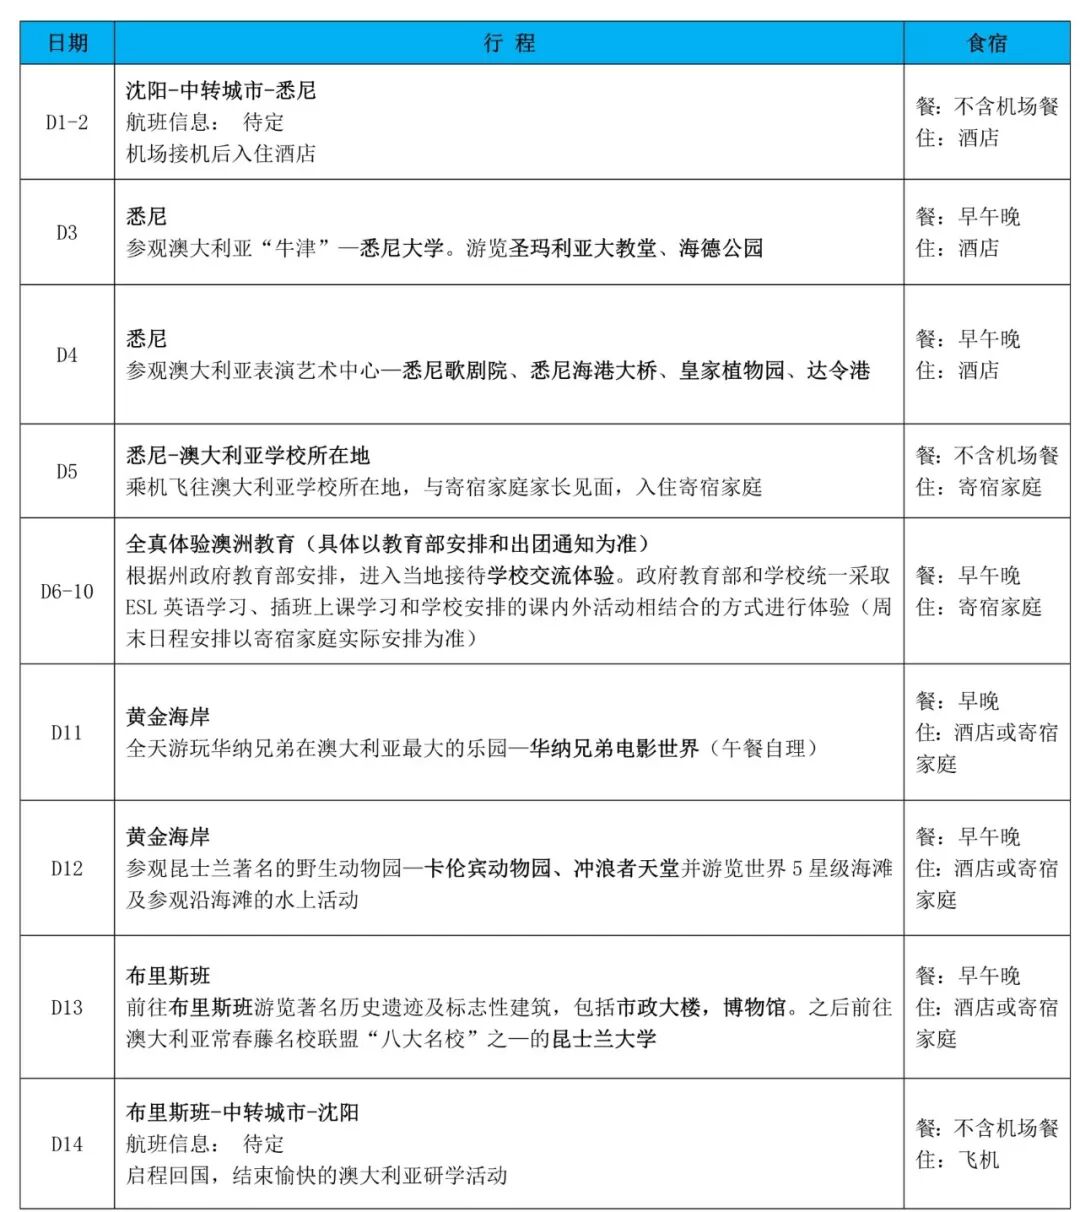 日期 行 程 食宿
D1-2
沈阳-中转城市-悉尼
航班信息： 待定
机场接机后入住酒店
餐：不含机场餐
住：酒店
D3
悉尼
参观澳大利亚“牛津”—悉尼大学。游览圣玛利亚大教堂、海德公园
餐：早午晚
住：酒店
D4
悉尼
参观澳大利亚表演艺术中心—悉尼歌剧院、悉尼海港大桥、皇家植物园、达令港
餐：早午晚
住：酒店
D5
悉尼-澳大利亚学校所在地
乘机飞往澳大利亚学校所在地，与寄宿家庭家长见面，入住寄宿家庭
餐：不含机场餐
住：寄宿家庭
D6-10
全真体验澳洲教育（具体以教育部安排和出团通知为准）
根据州政府教育部安排，进入当地接待学校交流体验。政府教育部和学校统一采取
ESL 英语学习、插班上课学习和学校安排的课内外活动相结合的方式进行体验（周
末日程安排以寄宿家庭实际安排为准）
餐：早午晚
住：寄宿家庭
D11
黄金海岸
全天游玩华纳兄弟在澳大利亚最大的乐园—华纳兄弟电影世界（午餐自理）
餐：早晚
住：酒店或寄宿
家庭
D12
黄金海岸
参观昆士兰著名的野生动物园—卡伦宾动物园、冲浪者天堂并游览世界 5 星级海滩
及参观沿海滩的水上活动
餐：早午晚
住：酒店或寄宿
家庭
D13
布里斯班
前往布里斯班游览著名历史遗迹及标志性建筑，包括市政大楼，博物馆。之后前往
澳大利亚常春藤名校联盟“八大名校”之—的昆士兰大学
餐：早午晚
住：酒店或寄宿
家庭
D14
布里斯班-中转城市-沈阳
航班信息： 待定
启程回国，结束愉快的澳大利亚研学活动
餐：不含机场餐
住：飞机